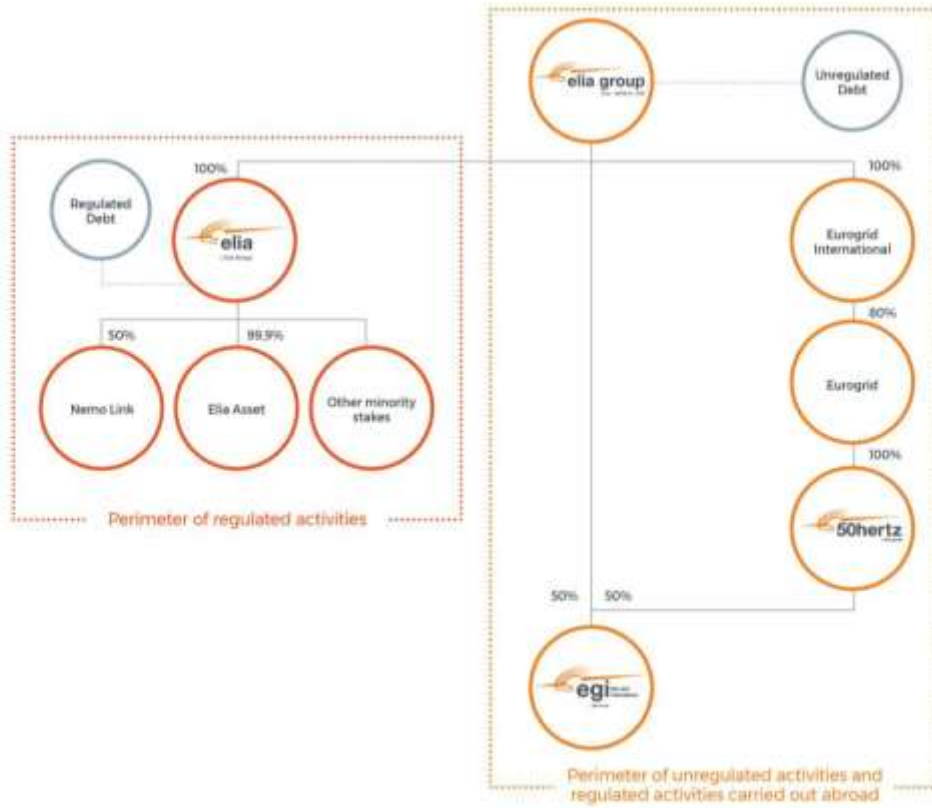 elia group
Unregulated
Debt
100%
100%
Regulated
Debt
elia
Eurogrid
International
80%
50%
99,9%
Nemo Link
Elia Asset
Other minority
stakes
Eurogrid
100%
Perimeter of regulated activities
50hertz
50%
50%
egi
Perimeter of unregulated activities and
regulated activities carried out abroad